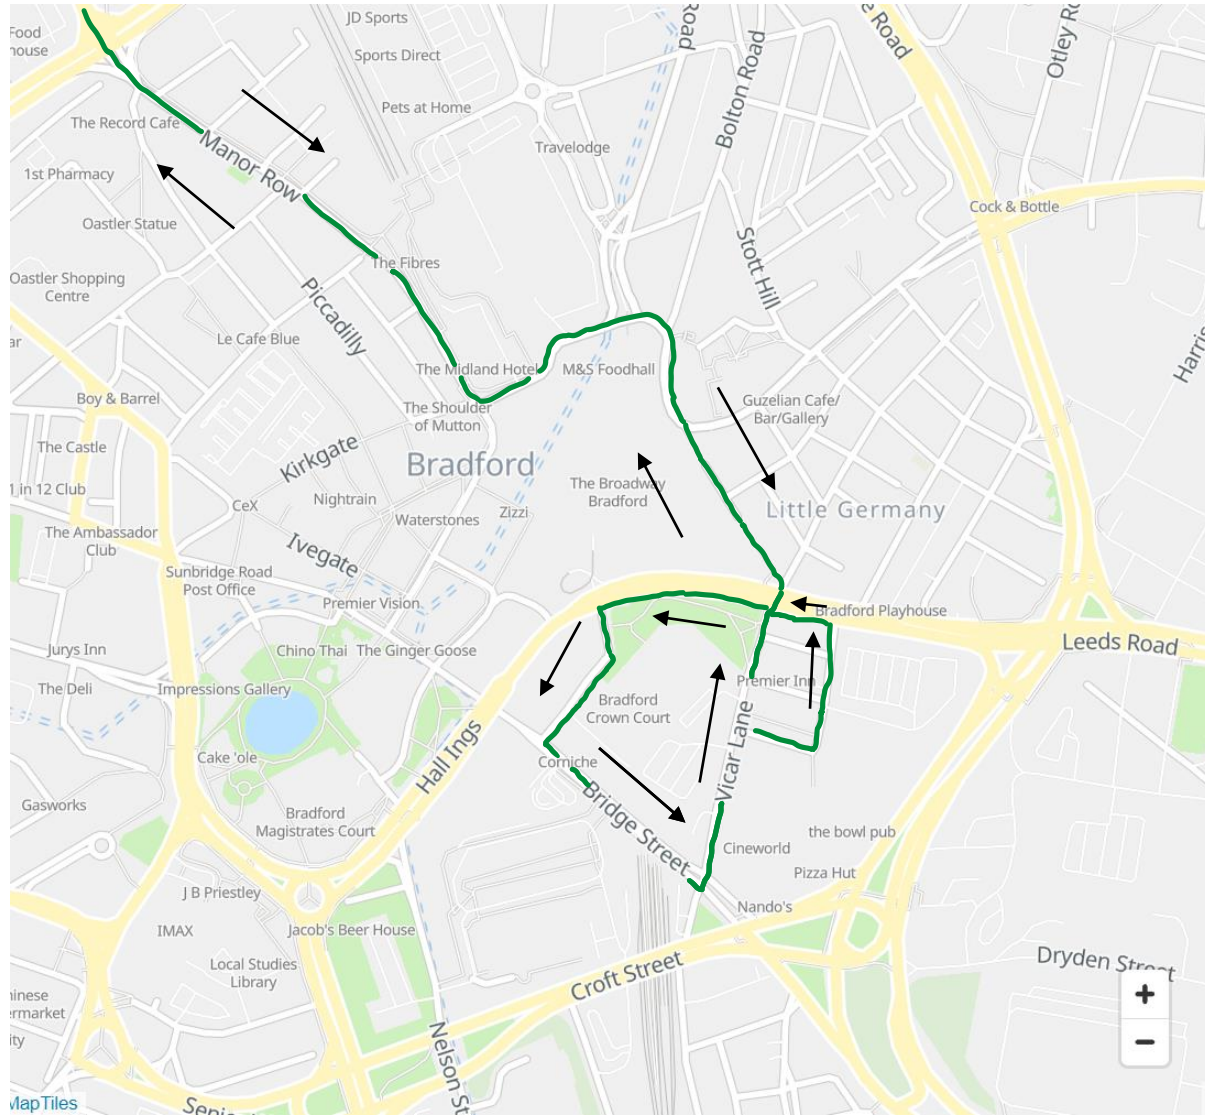 Food
house
JD Sports
Sports Direct
Road
e Road
Otley Ro
Bolton Road
Pets at Home
The Record Cafe
Manor Row
Travelodge
1st Pharmacy
Oastler Statue
Cock & Bottle
Stott Hill
The Fibres
Oastler Shopping
Centre
Piccadilly
Le Cafe Blue
ar
Harris
The Midland Hotel
M&S Foodhall
Boy & Barrel
The Shoulder
of Mutton
Guzelian Cafe/
Bar/Gallery
The Castle
Kirkgate
Bradford
1 in 12 Club
Nightrain
The Broadway
Bradford
CeX
Zizzi
Waterstones
Little Germany
The Ambassador
Club
Ivegate
Sunbridge Road
Post Office
Premier Vision
Bradford Playhouse
Leeds Road
Jurys Inn
Chino Thai
The Ginger Goose
The Deli
Impressions Gallery
Premier Inn
Bradford
Crown Court
Vicar Lane
Hall Ings
Cake 'ole
Corniche
Bridge Street
Gasworks
Bradford
Magistrates Court
the bowl pub
Cineworld
Pizza Hut
J B Priestley
Nando's
IMAX
Jacob's Beer House
Local Studies
Library
Croft Street
Dryden Street
hinese
ermarket
ity
+
−
Nelson St
MapTiles